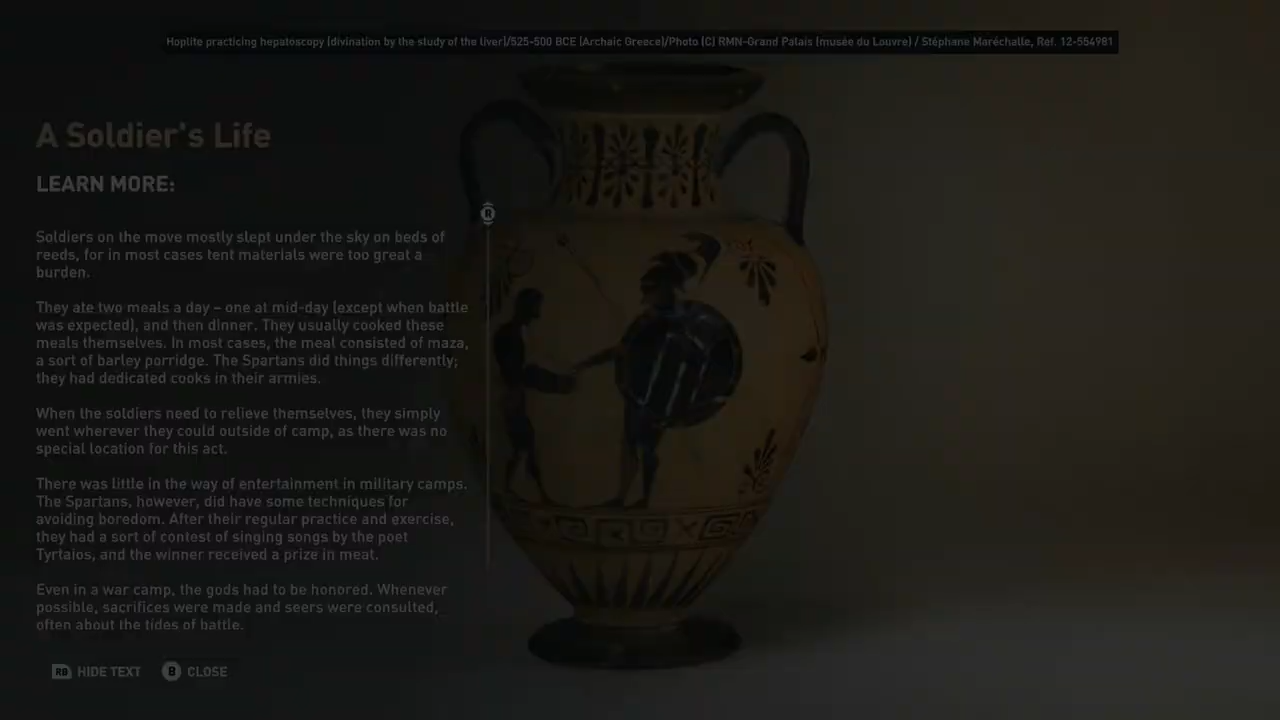 Hoplite practicing hepatoscopy (divination by the study of the liver)/525-500 BCE (Archaic Greece)/Photo (C) RMN-Grand Palais (musée du Louvre) / Stéphane Maréchalle, Ref. 12-554981
A Soldier's Life
LEARN MORE:
Soldiers on the move mostly slept under the sky on beds of
reeds, for in most cases tent materials were too great a
burden.
They ate two meals a day – one at mid-day (except when battle
was expected), and then dinner. They usually cooked these
meals themselves. In most cases, the meal consisted of maza,
a sort of barley porridge. The Spartans did things differently;
they had dedicated cooks in their armies.
When the soldiers need to relieve themselves, they simply
went wherever they could outside of camp, as there was no
special location for this act.
There was little in the way of entertainment in military camps.
The Spartans, however, did have some techniques for
avoiding boredom. After their regular practice and exercise,
they had a sort of contest of singing songs by the poet
Tyrtaios, and the winner received a prize in meat.
Even in a war camp, the gods had to be honored. Whenever
possible, sacrifices were made and seers were consulted,
often about the tides of battle.
R
RB HIDE TEXT B CLOSE